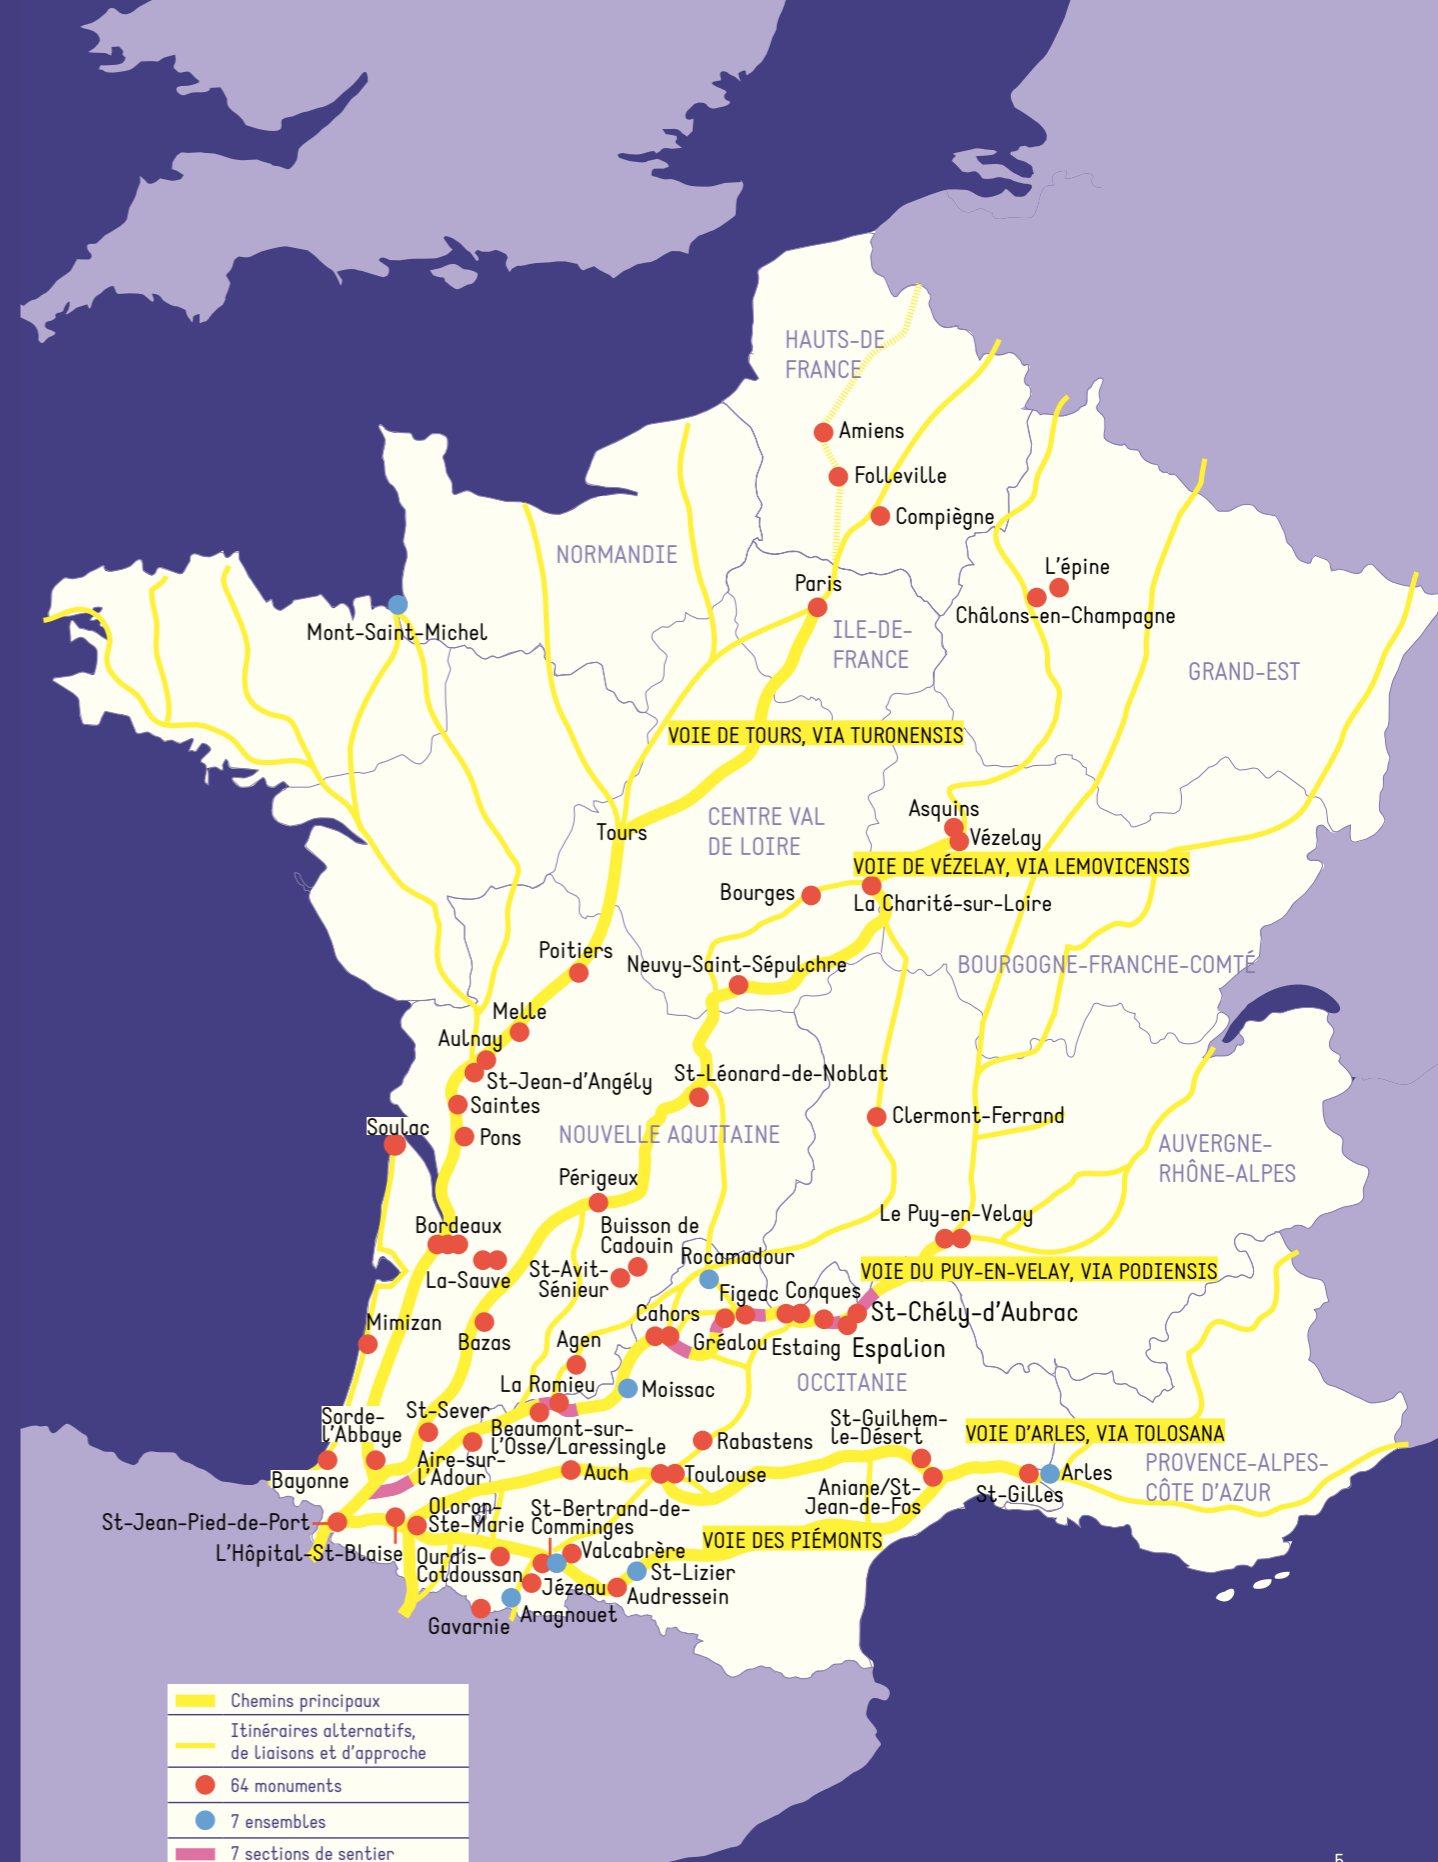 HAUTS-DE
FRANCE
Amiens
Folleville
Compiègne
NORMANDIE
L'épine
Paris
Châlons-en-Champagne
Mont-Saint-Michel
ILE-DE-
FRANCE
GRAND-EST
VOIE DE TOURS, VIA TURONENSIS
Asquins
CENTRE VAL
DE LOIRE
Tours
Vézelay
VOIE DE VÉZELAY, VIA LEMOVICENSIS
Bourges
La Charité-sur-Loire
Poitiers
Neuvy-Saint-Sépulchre
BOURGOGNE-FRANCHE-COMTÉ
Melle
Aulnay
St-Jean-d'Angély
St-Léonard-de-Noblat
Saintes
Clermont-Ferrand
Soulac
Pons
NOUVELLE AQUITAINE
AUVERGNE-
RHÔNE-ALPES
Périgeux
Le Puy-en-Velay
Bordeaux
Buisson de
Cadouin
Rocamadour
La-Sauve
St-Avit-
Sénieur
VOIE DU PUY-EN-VELAY, VIA PODIENSIS
Figeac
Conques
Cahors
St-Chély-d'Aubrac
Mimizan
Bazas
Agen
Gréalou
Estaing
Espalion
La Romieu
Moissac
OCCITANIE
Sorde-
l'Abbaye
St-Sever
Beaumont-sur-
l'Osse/Laressingle
Rabastens
St-Guilhem-
le-Désert
VOIE D'ARLES, VIA TOLOSANA
Bayonne
Aire-sur-
l'Adour
Auch
Toulouse
Aniane/St-
Jean-de-Fos
St-Gilles
Arles
PROVENCE-ALPES-
CÔTE D'AZUR
St-Jean-Pied-de-Port
Oloron-
Ste-Marie
St-Bertrand-de-
Comminges
VOIE DES PIÉMONTS
L'Hôpital-St-Blaise
Ourdis-
Cotdoussan
Valcabrère
St-Lizier
Jézeau
Audressein
Aragnouet
Gavarnie
Chemins principaux
Itinéraires alternatifs,
de liaisons et d'approche
64 monuments
7 ensembles
7 sections de sentier
5